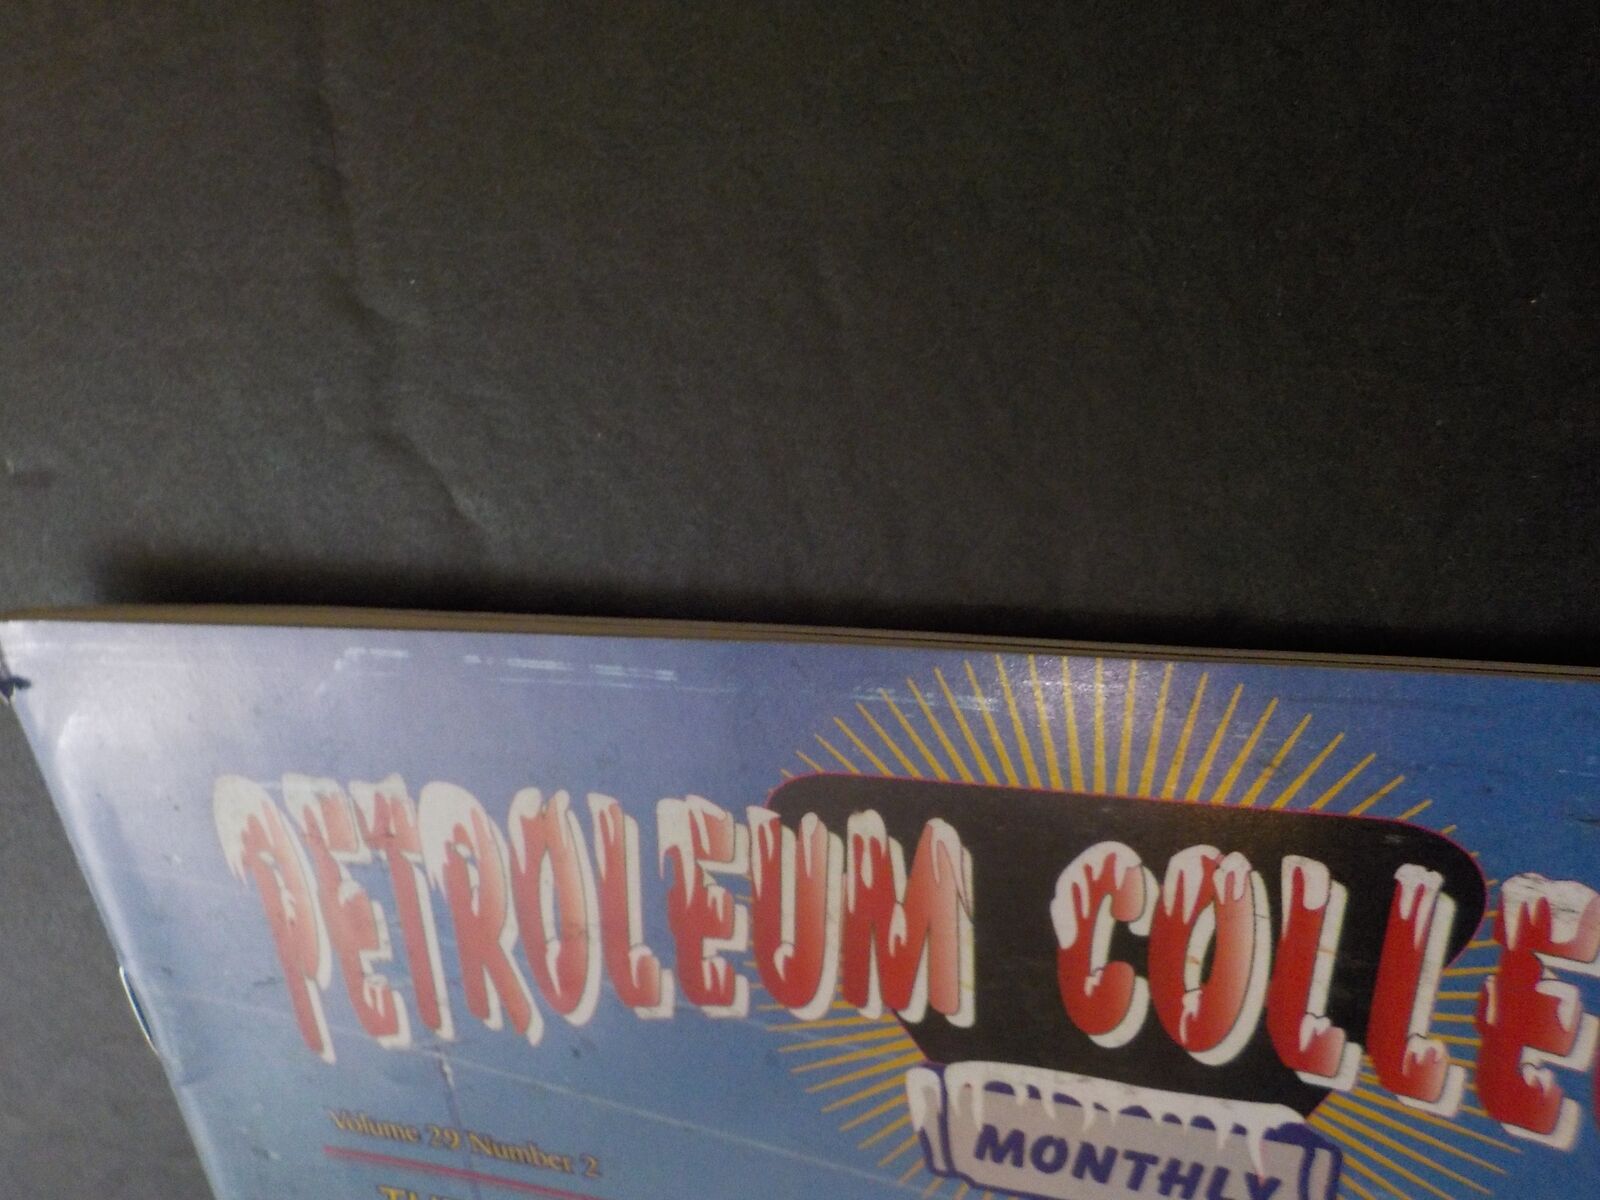 PETROLEUM COLLE
MONTHLY
Volume 29 Number 2